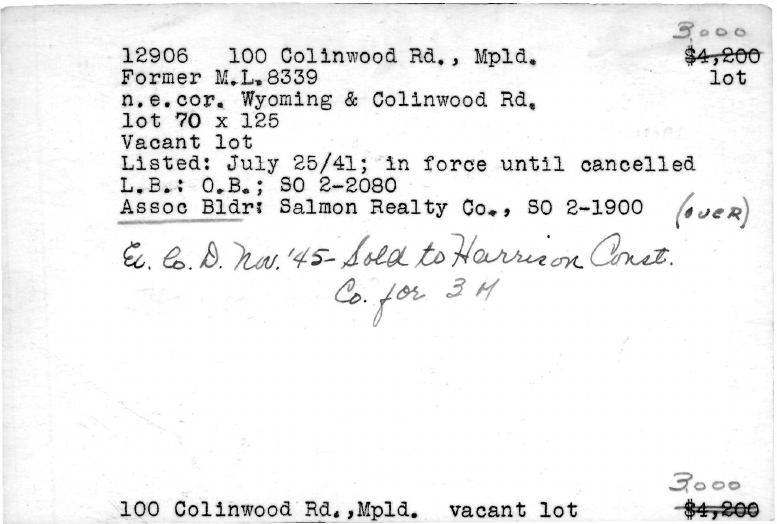 3000
12906 100 Colinwood Rd., Mpld. $4,200
Former M.L.8339 lot
n.e.cor. Wyoming & Colinwood Rd.
lot 70 x 125
Vacant lot
Listed: July 25/41; in force until cancelled
L.B.: O.B.; SO 2-2080
Assoc Bldr: Salmon Realty Co., SO 2-1900 (OVER)
Ex. Co. D. Nov. '45 - Sold to Harrison Const.
Co. for 3 M
3000
100 Colinwood Rd.,Mpld. vacant lot $4,200